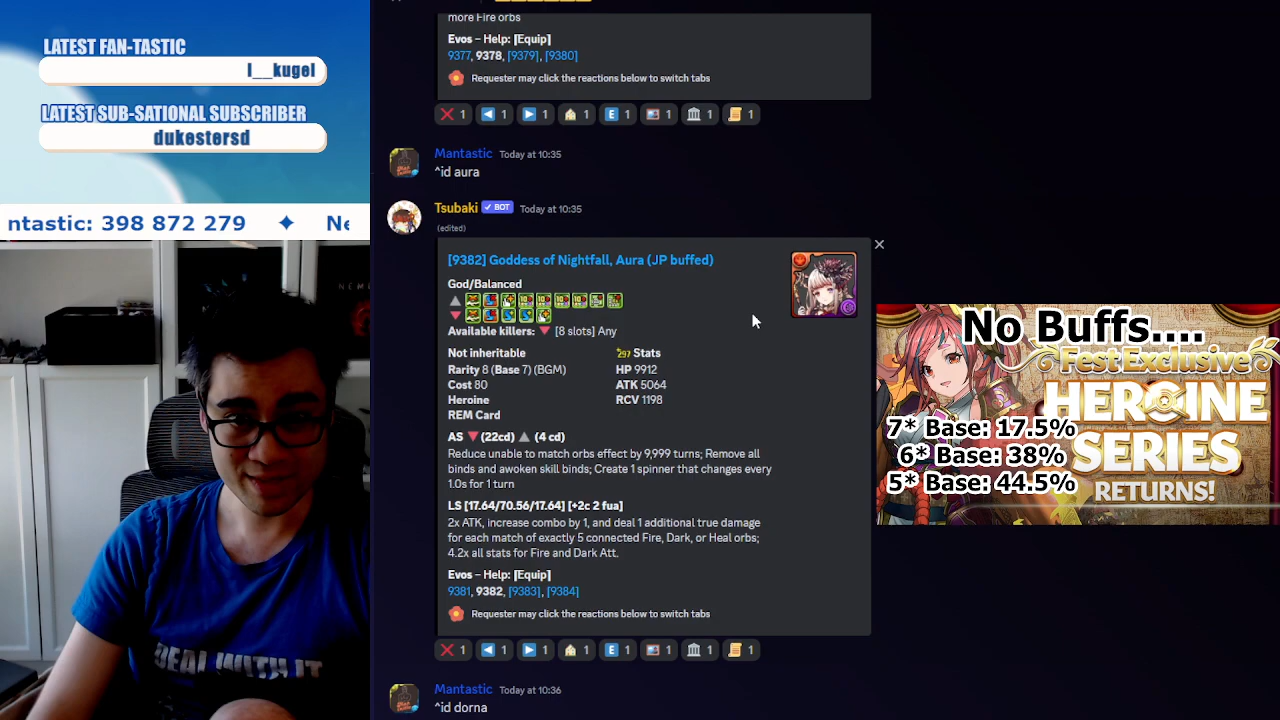 LATEST FAN-TASTIC
l__kugel
LATEST SUB-SATIONAL SUBSCRIBER
dukestersd
ntastic: 398 872 279 ✦ Ne
DEAL WITH IT
more Fire orbs
Evos – Help: [Equip]
9377, 9378, [9379], [9380]
Requester may click the reactions below to switch tabs
1 1 1 1 E 1 1 1 1
Mantastic Today at 10:35
^id aura
Tsubaki ✓ BOT Today at 10:35
(edited)
[9382] Goddess of Nightfall, Aura (JP buffed)
God/Balanced
Available killers: [8 slots] Any
Not inheritable
Rarity 8 (Base 7) (BGM)
Cost 80
Heroine
REM Card
297 Stats
HP 9912
ATK 5064
RCV 1198
AS (22cd) (4 cd)
Reduce unable to match orbs effect by 9,999 turns; Remove all
binds and awoken skill binds; Create 1 spinner that changes every
1.0s for 1 turn
LS [17.64/70.56/17.64] [+2c 2 fua]
2x ATK, increase combo by 1, and deal 1 additional true damage
for each match of exactly 5 connected Fire, Dark, or Heal orbs;
4.2x all stats for Fire and Dark Att.
Evos – Help: [Equip]
9381, 9382, [9383], [9384]
Requester may click the reactions below to switch tabs
1 1 1 1 E 1 1 1 1
Mantastic Today at 10:36
^id dorna
No Buffs....
Fest Exclusive
HEROINE
SERIES
RETURNS!
7* Base: 17.5%
6* Base: 38%
5* Base: 44.5%